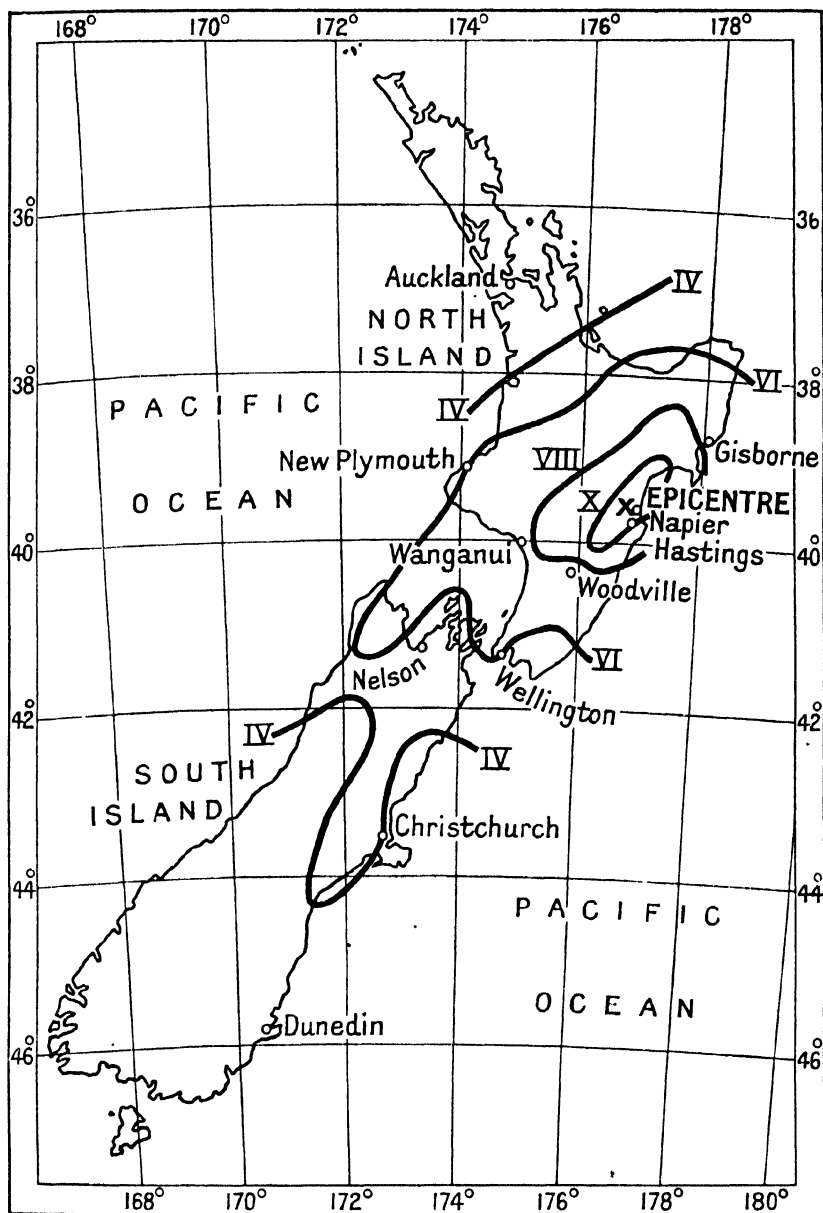 168° 170° 172° 174° 176° 178°
36° 36
Auckland
IV
NORTH
ISLAND
38° 38°
IV
VI
PACIFIC
New Plymouth
VIII
Gisborne
OCEAN
X
x EPICENTRE
Napier
40° 40°
Wanganui
Hastings
Woodville
Nelson
VI
Wellington
42° 42°
IV
IV
SOUTH
ISLAND
Christchurch
44° 44°
PACIFIC
OCEAN
Dunedin
46° 46°
168° 170° 172° 174° 176° 178° 180°